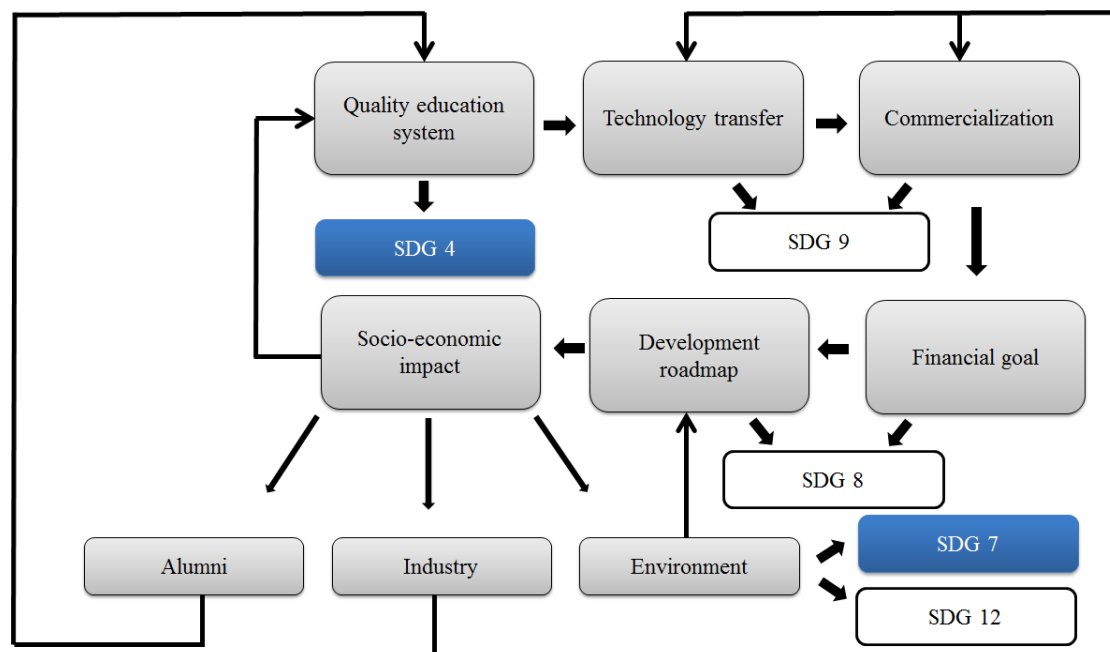 Quality education
system
Technology transfer
Commercialization
SDG 4
SDG 9
Socio-economic
impact
Development
roadmap
Financial goal
SDG 8
Alumni
Industry
Environment
SDG 7
SDG 12